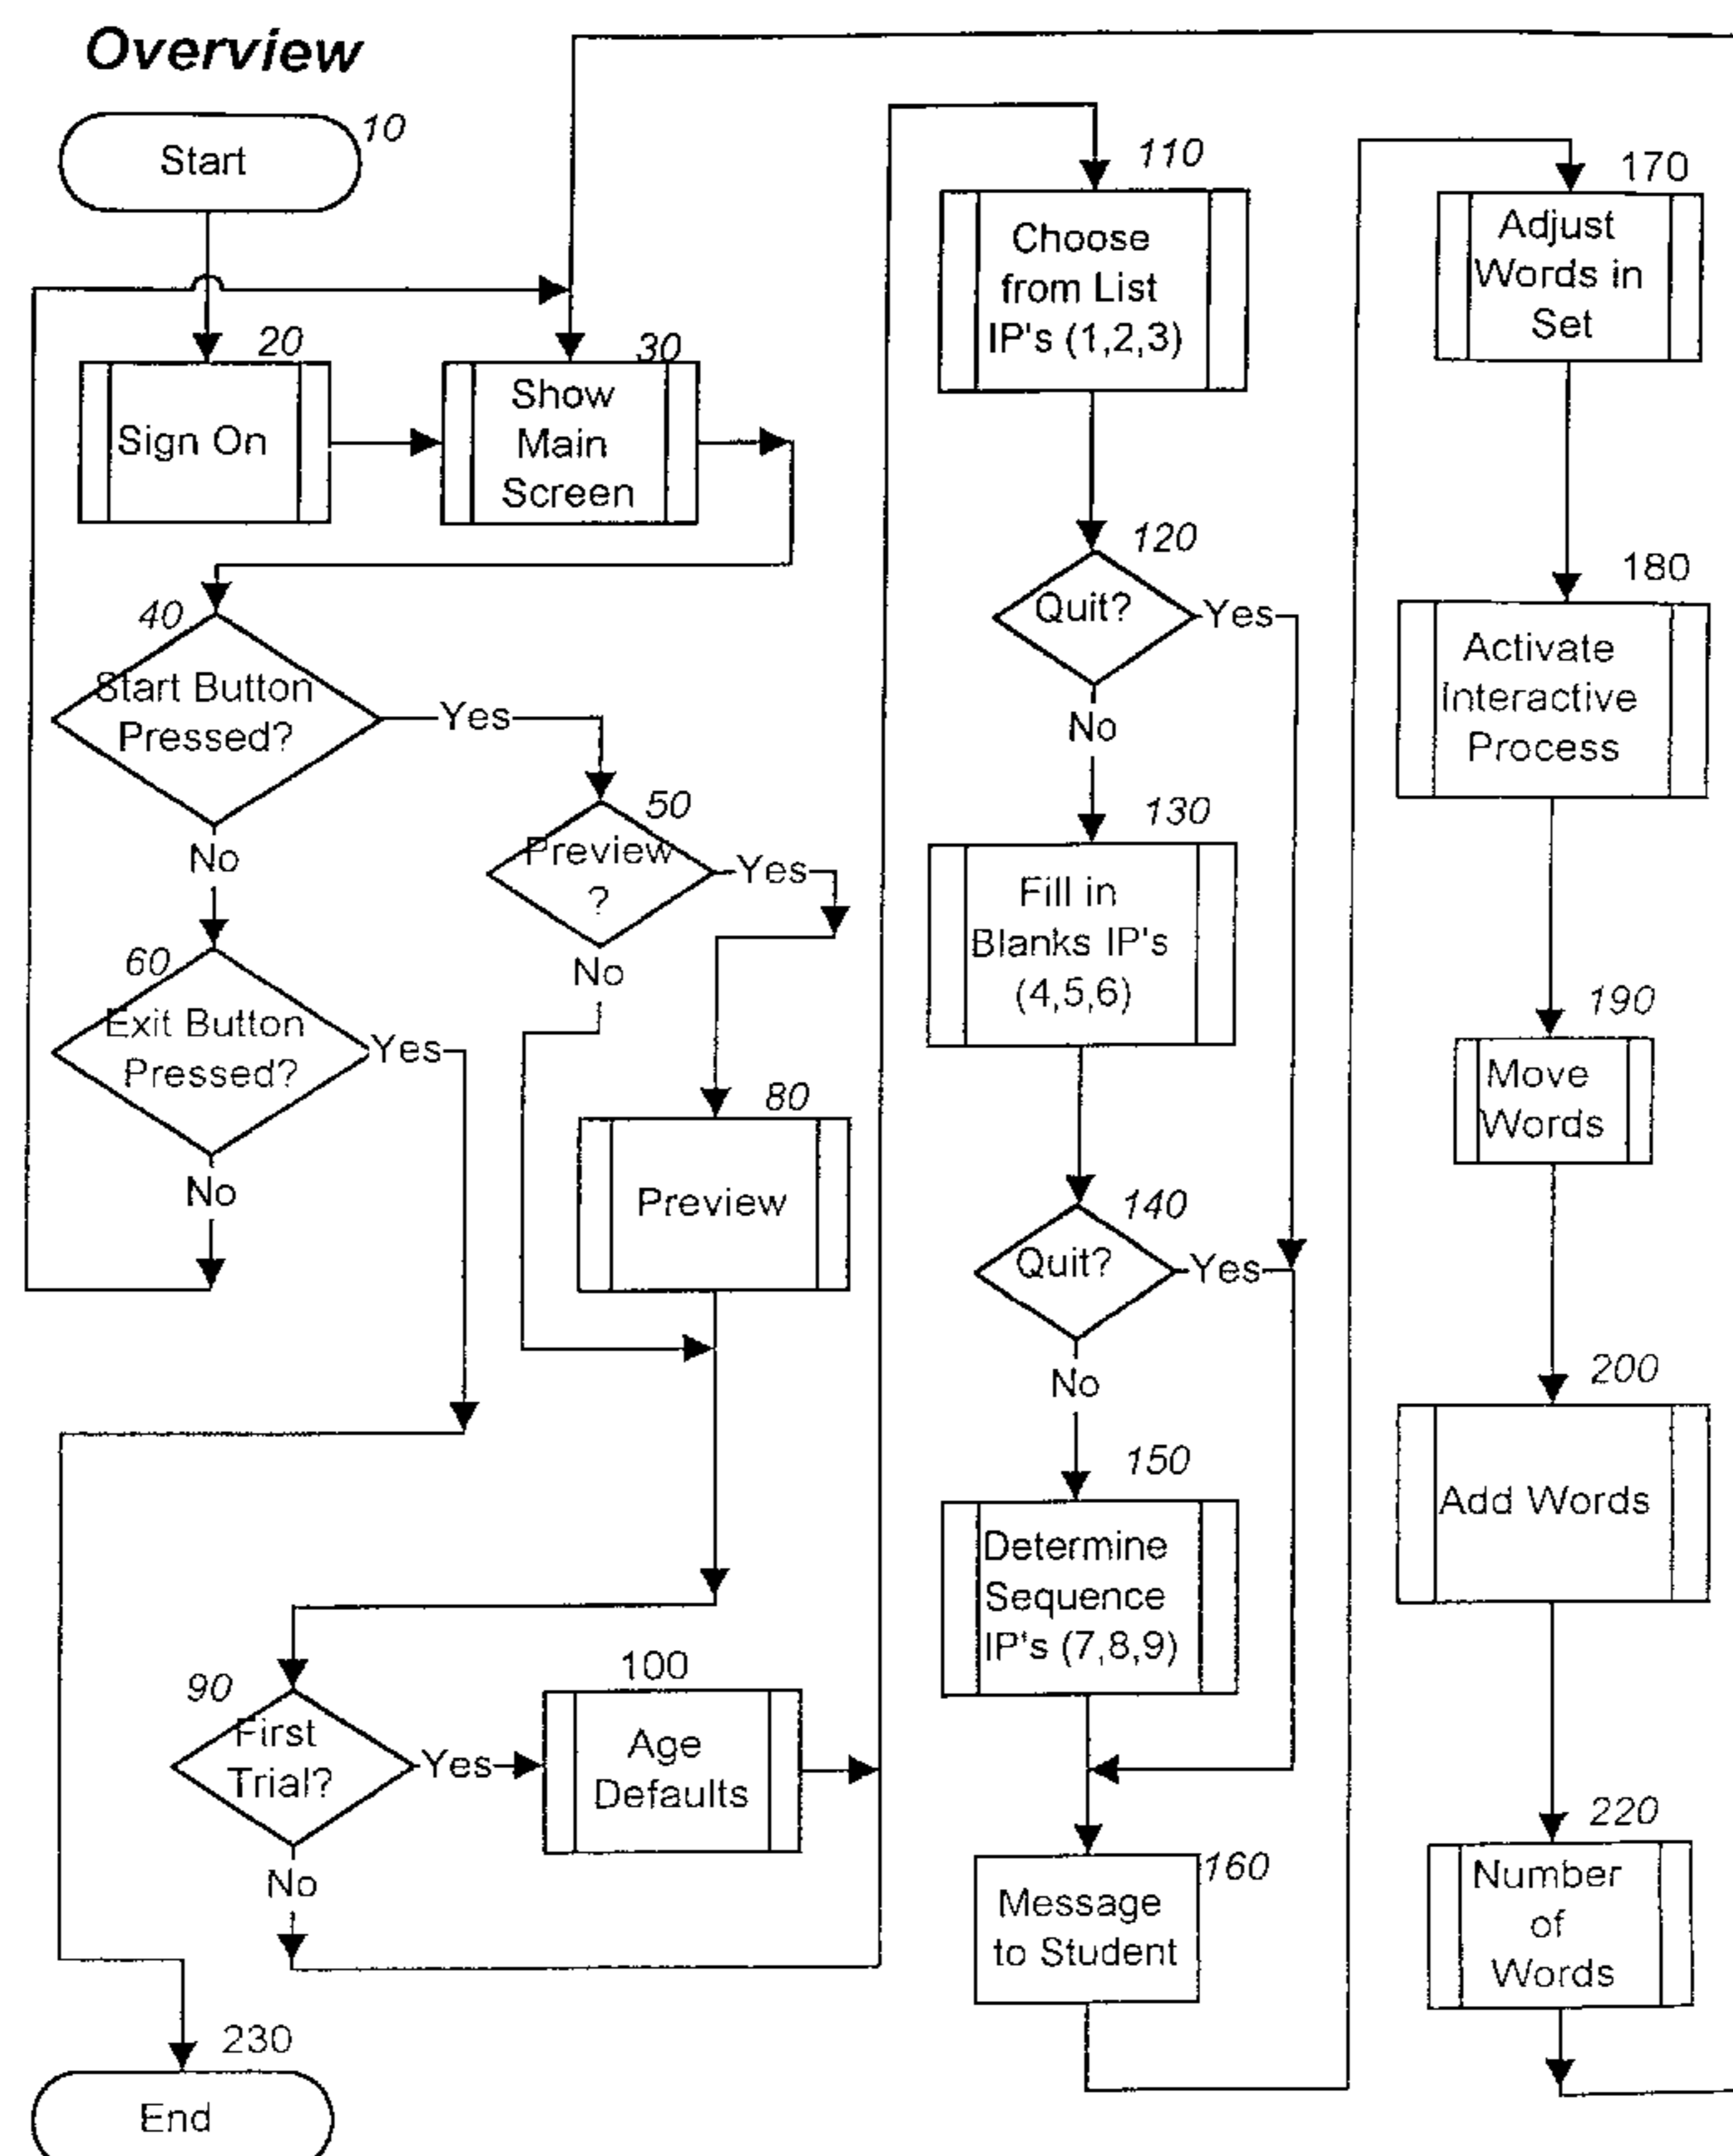 Overview
10
Start
20
Sign On
30
Show
Main
Screen
40
Start Button
Pressed?
Yes
No
50
Preview
?
Yes
No
60
Exit Button
Pressed?
Yes
No
80
Preview
90
First
Trial?
Yes
No
100
Age
Defaults
230
End
110
Choose
from List
IP's (1,2,3)
120
Quit?
Yes
No
130
Fill in
Blanks IP's
(4,5,6)
140
Quit?
Yes
No
150
Determine
Sequence
IP's (7,8,9)
160
Message
to Student
170
Adjust
Words in
Set
180
Activate
Interactive
Process
190
Move
Words
200
Add Words
220
Number
of
Words